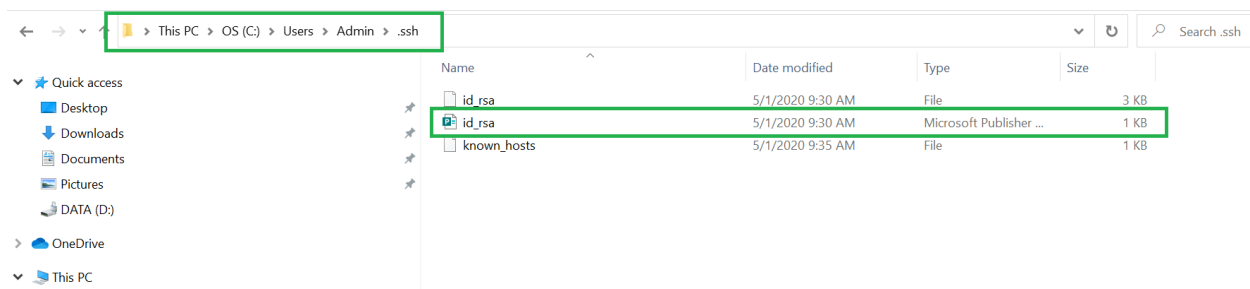 This PC > OS (C:) > Users > Admin > .ssh
Search .ssh
Name Date modified Type Size
Quick access
Desktop
Downloads
Documents
Pictures
DATA (D:)
OneDrive
This PC
id_rsa 5/1/2020 9:30 AM File 3 KB
id_rsa 5/1/2020 9:30 AM Microsoft Publisher ... 1 KB
known_hosts 5/1/2020 9:35 AM File 1 KB